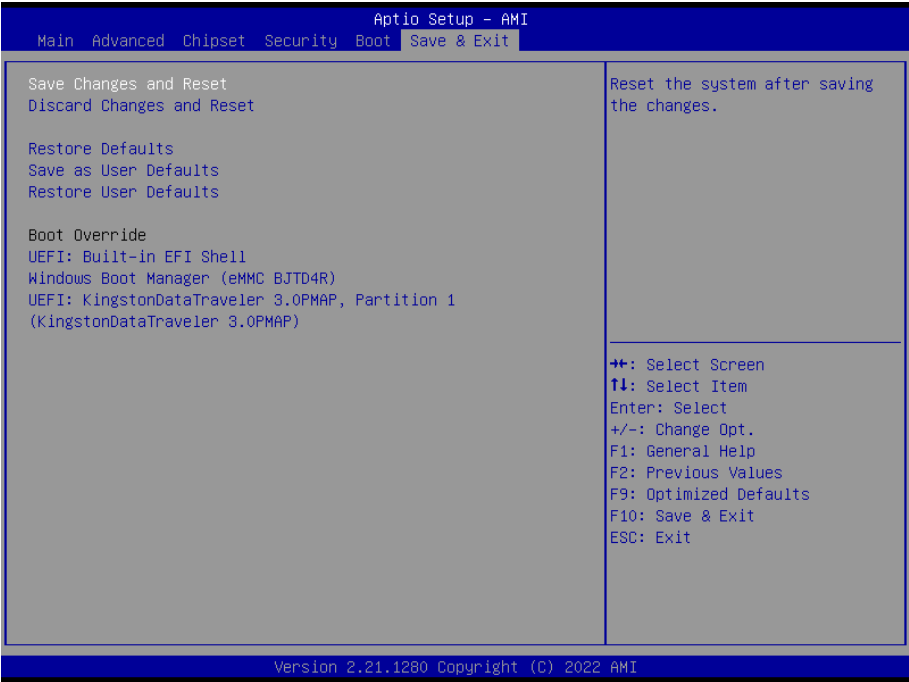 Aptio Setup - AMI
Main Advanced Chipset Security Boot Save & Exit
Save Changes and Reset
Discard Changes and Reset
Restore Defaults
Save as User Defaults
Restore User Defaults
Boot Override
UEFI: Built-in EFI Shell
Windows Boot Manager (eMMC BJTD4R)
UEFI: KingstonDataTraveler 3.0PMAP, Partition 1
(KingstonDataTraveler 3.0PMAP)
Reset the system after saving
the changes.
→←: Select Screen
↑↓: Select Item
Enter: Select
+/-: Change Opt.
F1: General Help
F2: Previous Values
F9: Optimized Defaults
F10: Save & Exit
ESC: Exit
Version 2.21.1280 Copyright (C) 2022 AMI